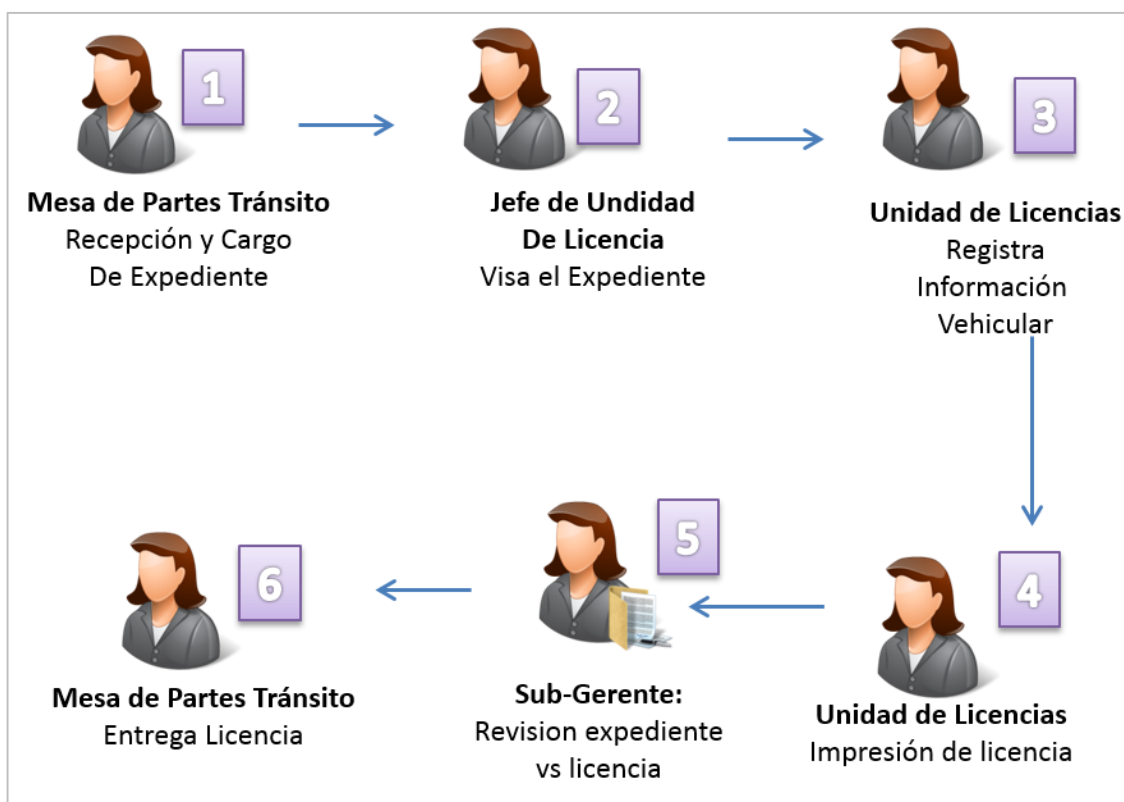 1
Mesa de Partes Tránsito
Recepción y Cargo
De Expediente
2
Jefe de Undidad
De Licencia
Visa el Expediente
3
Unidad de Licencias
Registra
Información
Vehicular
4
Unidad de Licencias
Impresión de licencia
5
Sub-Gerente:
Revision expediente
vs licencia
6
Mesa de Partes Tránsito
Entrega Licencia